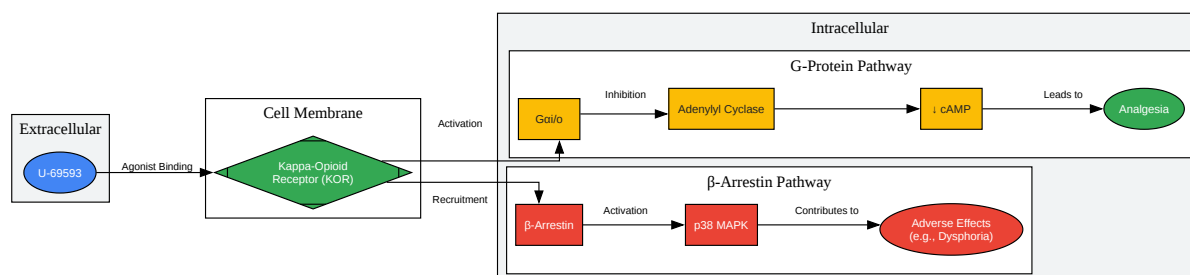 Intracellular
G-Protein Pathway
Inhibition
Leads to
Gαi/o
Adenylyl Cyclase
↓ cAMP
Analgesia
Cell Membrane
Activation
Extracellular
U-69593
Agonist Binding
Kappa-Opioid
Receptor (KOR)
Recruitment
β-Arrestin Pathway
Activation
Contributes to
β-Arrestin
p38 MAPK
Adverse Effects
(e.g., Dysphoria)